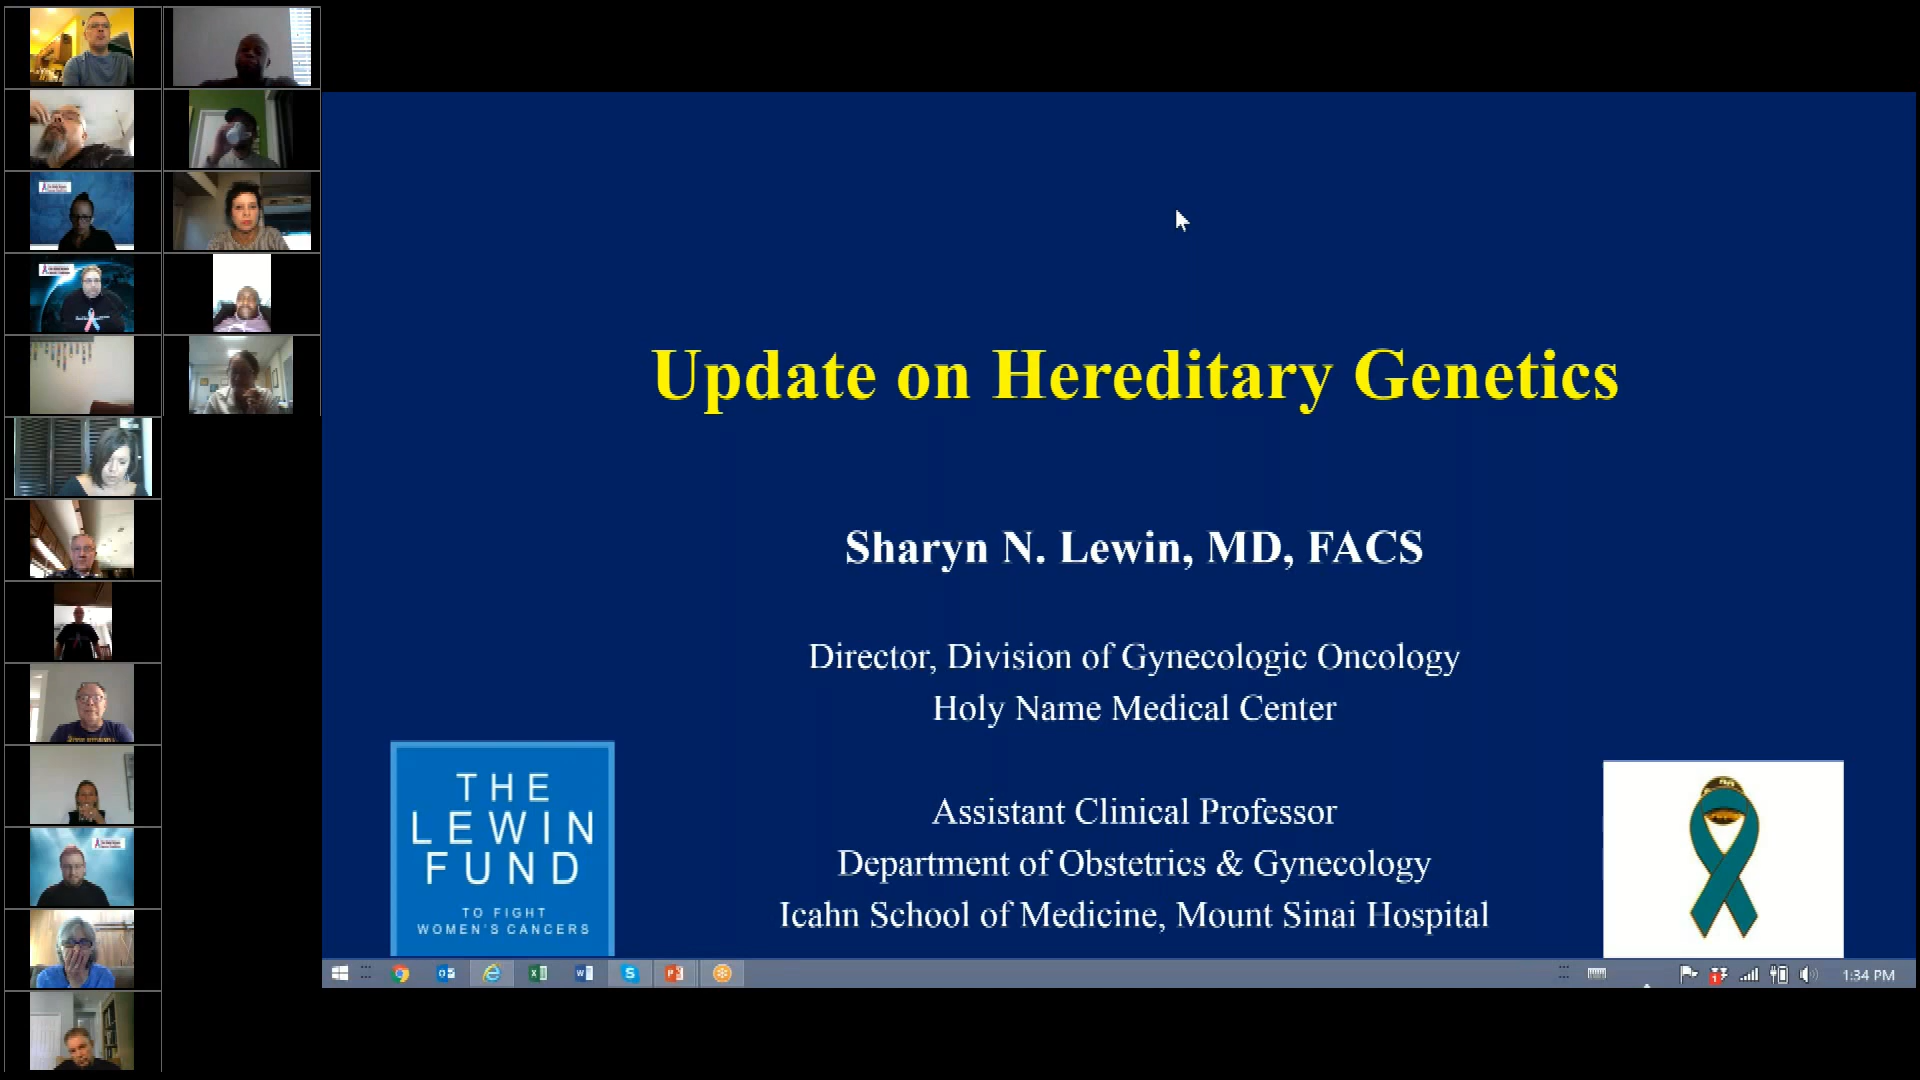 Update on Hereditary Genetics
Sharyn N. Lewin, MD, FACS
Director, Division of Gynecologic Oncology
Holy Name Medical Center
Assistant Clinical Professor
Department of Obstetrics & Gynecology
Icahn School of Medicine, Mount Sinai Hospital
THE
LEWIN
FUND
TO FIGHT
WOMEN'S CANCERS
1:34 PM